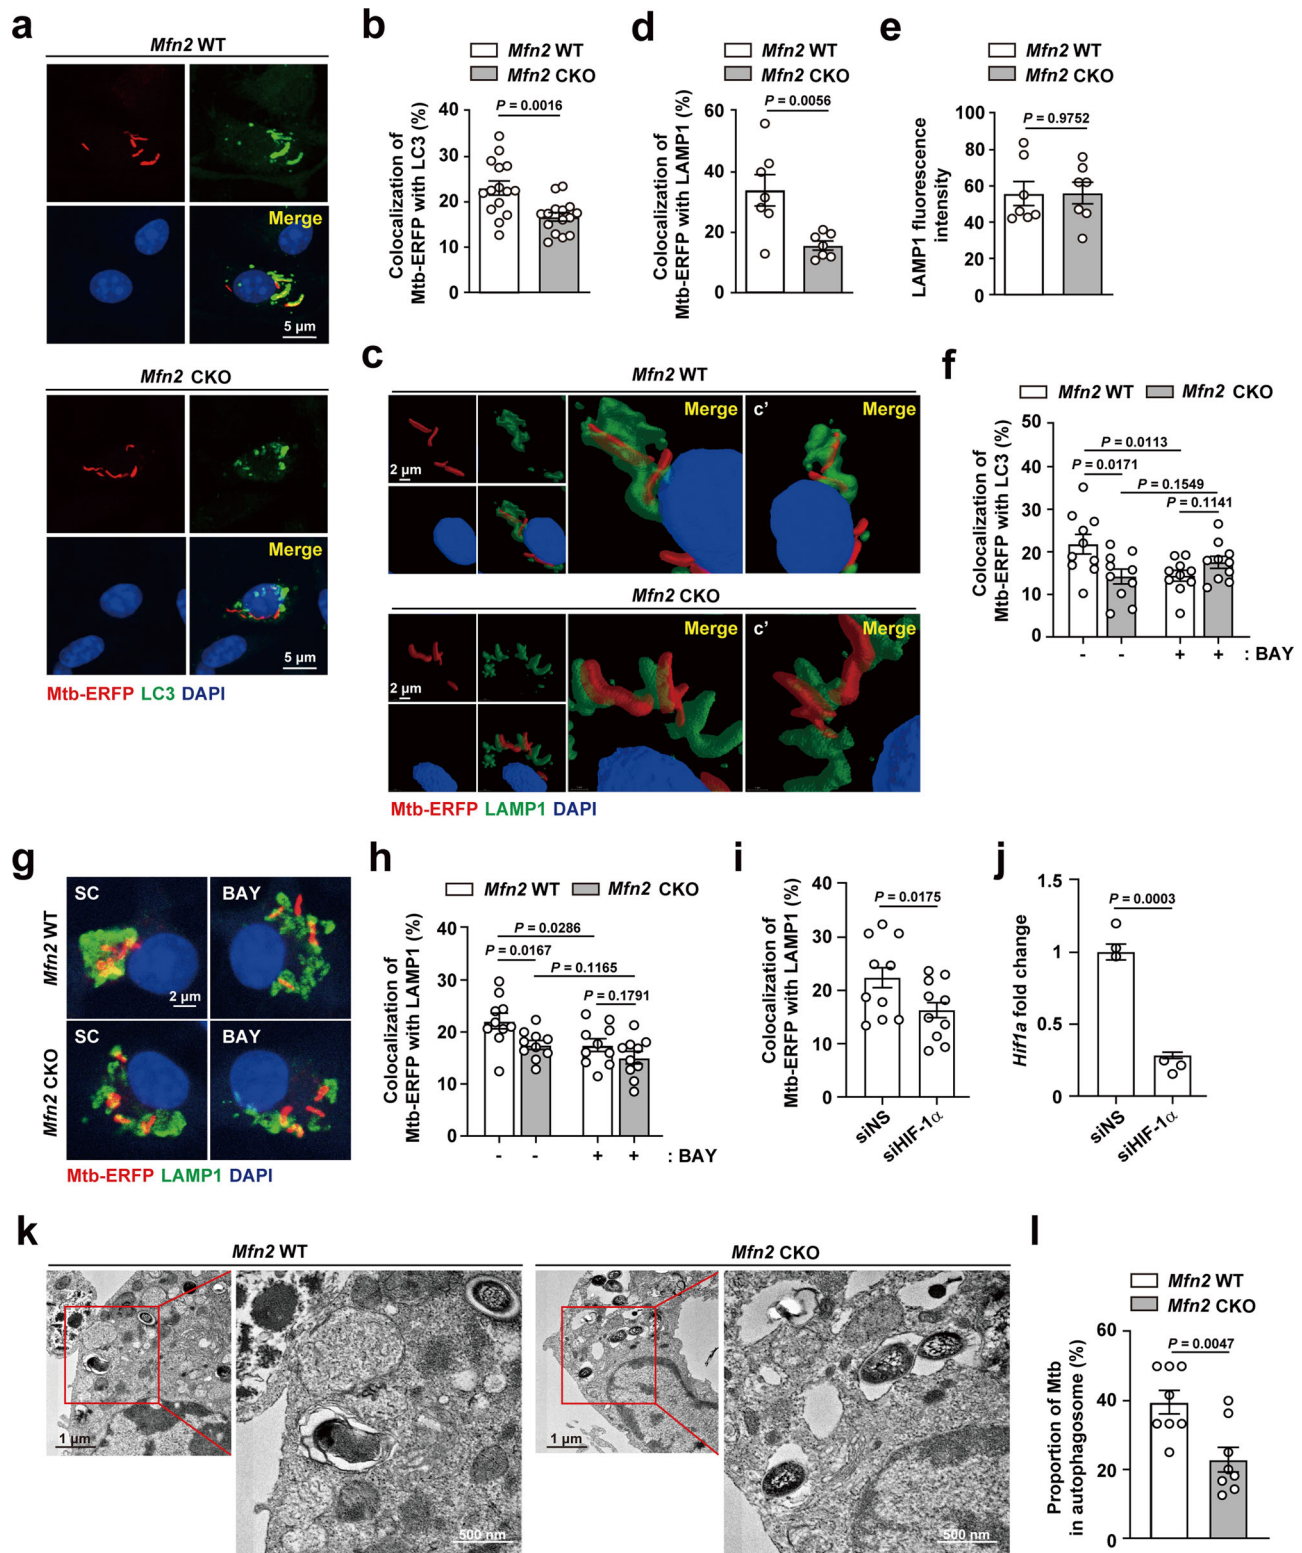 a
Mfn2 WT
Merge
5 µm
Mfn2 CKO
Merge
5 µm
Mtb-ERFP LC3 DAPI
b
Mfn2 WT
Mfn2 CKO
P = 0.0016
Colocalization of
Mtb-ERFP with LC3 (%)
40
30
20
10
0
d
Mfn2 WT
Mfn2 CKO
P = 0.0056
Colocalization of
Mtb-ERFP with LAMP1 (%)
60
40
20
0
e
Mfn2 WT
Mfn2 CKO
P = 0.9752
LAMP1 fluorescence
intensity
100
80
60
40
20
0
c
Mfn2 WT
2 µm
Merge
c'
Merge
Mfn2 CKO
2 µm
Merge
c'
Merge
Mtb-ERFP LAMP1 DAPI
f
Mfn2 WT
Mfn2 CKO
P = 0.0113
P = 0.0171
P = 0.1549
P = 0.1141
Colocalization of
Mtb-ERFP with LC3 (%)
50
40
30
20
10
0
- - + + : BAY
g
Mfn2 WT
SC
BAY
2 µm
Mfn2 CKO
SC
BAY
Mtb-ERFP LAMP1 DAPI
h
Mfn2 WT
Mfn2 CKO
P = 0.0286
P = 0.0167
P = 0.1165
P = 0.1791
Colocalization of
Mtb-ERFP with LAMP1 (%)
40
30
20
10
0
- - + + : BAY
i
P = 0.0175
Colocalization of
Mtb-ERFP with LAMP1 (%)
40
30
20
10
0
siNS
siHIF-1α
j
P = 0.0003
Hif1a fold change
1.5
1
0.5
0
siNS
siHIF-1α
k
Mfn2 WT
1 µm
500 nm
Mfn2 CKO
1 µm
500 nm
l
Mfn2 WT
Mfn2 CKO
P = 0.0047
Proportion of Mtb
in autophagosome (%)
60
40
20
0